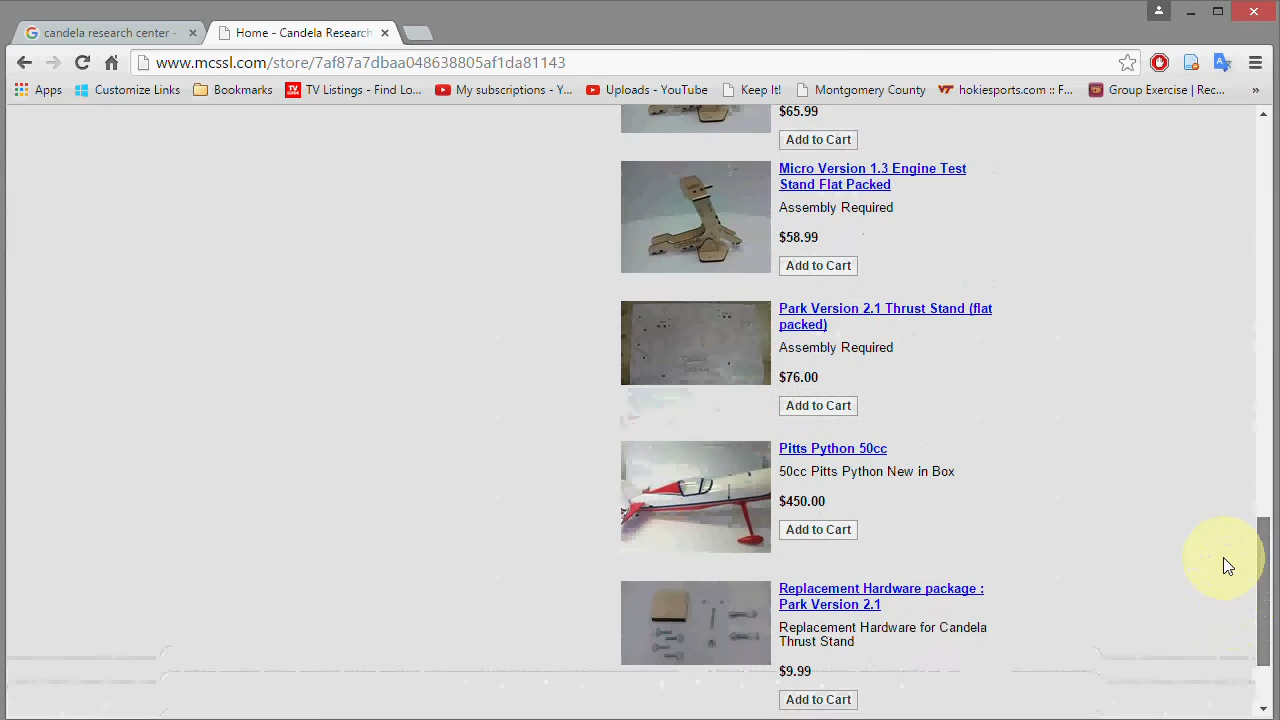 candela research center -
Home - Candela Research
www.mcssl.com/store/7af87a7dbaa048638805af1da81143
Apps
Customize Links
Bookmarks
TV Listings - Find Lo...
My subscriptions - Y...
Uploads - YouTube
Keep It!
Montgomery County
hokiesports.com :: F...
Group Exercise | Rec...
»
$65.99
Add to Cart
Micro Version 1.3 Engine Test
Stand Flat Packed
Assembly Required
$58.99
Add to Cart
Park Version 2.1 Thrust Stand (flat
packed)
Assembly Required
$76.00
Add to Cart
Pitts Python 50cc
50cc Pitts Python New in Box
$450.00
Add to Cart
Replacement Hardware package :
Park Version 2.1
Replacement Hardware for Candela
Thrust Stand
$9.99
Add to Cart